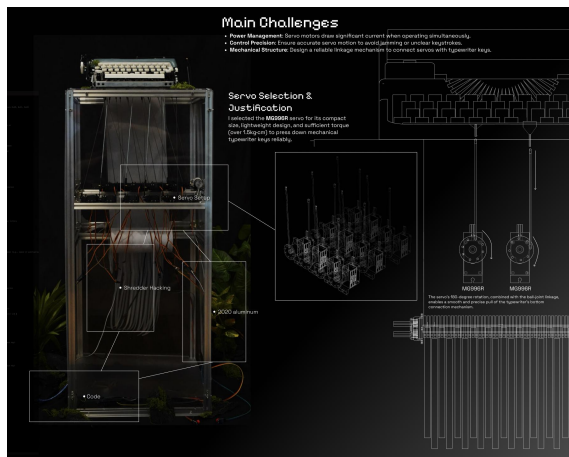 Main Challenges
• Power Management: Servo motors draw significant current when operating simultaneously.
• Control Precision: Ensure accurate servo motion to avoid jamming or unclear keystrokes.
• Mechanical Structure: Design a reliable linkage mechanism to connect servos with typewriter keys.
Servo Selection &
Justification
I selected the MG996R servo for its compact
size, lightweight design, and sufficient torque
(over 1.5kg·cm) to press down mechanical
typewriter keys reliably.
• Servo Setup
• Shredder Hacking
• 2020 aluminum
• Code
MG996R MG996R
The servo's 180-degree rotation, combined with the ball-joint linkage,
enables a smooth and precise pull of the typewriter's bottom
connection mechanism.